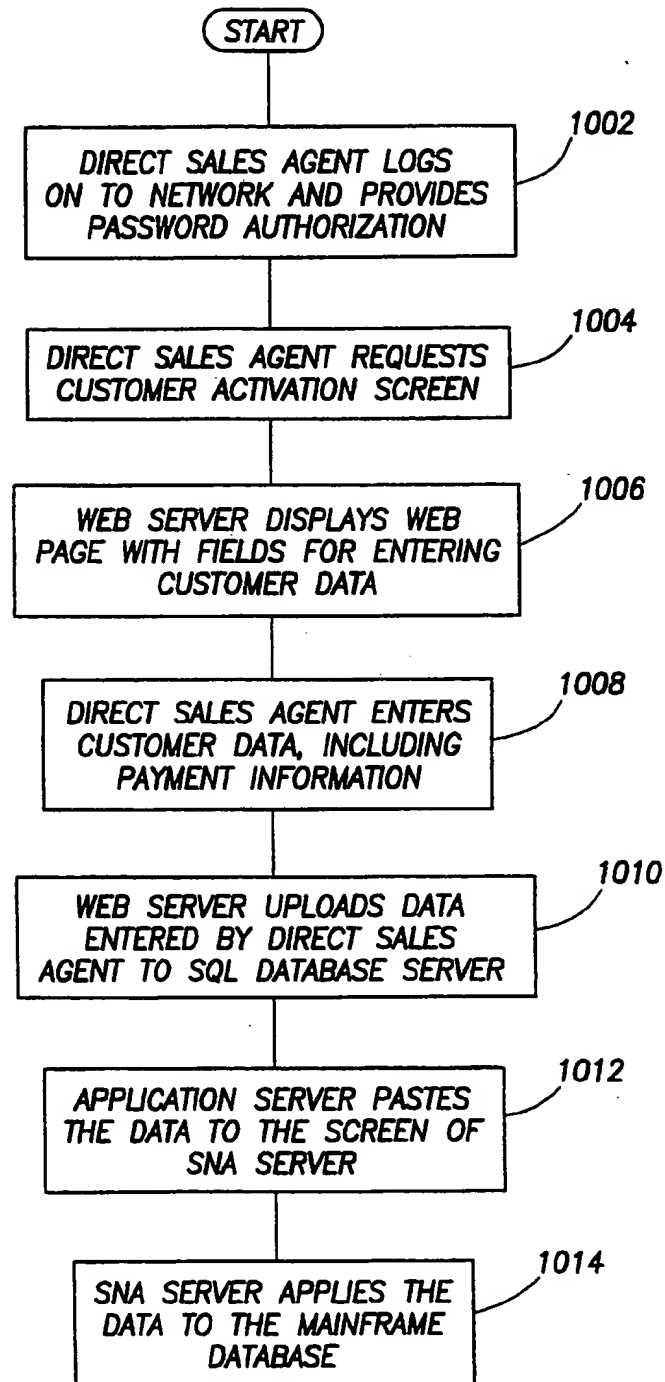 START
1002
DIRECT SALES AGENT LOGS
ON TO NETWORK AND PROVIDES
PASSWORD AUTHORIZATION
1004
DIRECT SALES AGENT REQUESTS
CUSTOMER ACTIVATION SCREEN
1006
WEB SERVER DISPLAYS WEB
PAGE WITH FIELDS FOR ENTERING
CUSTOMER DATA
1008
DIRECT SALES AGENT ENTERS
CUSTOMER DATA, INCLUDING
PAYMENT INFORMATION
1010
WEB SERVER UPLOADS DATA
ENTERED BY DIRECT SALES
AGENT TO SQL DATABASE SERVER
1012
APPLICATION SERVER PASTES
THE DATA TO THE SCREEN OF
SNA SERVER
1014
SNA SERVER APPLIES THE
DATA TO THE MAINFRAME
DATABASE